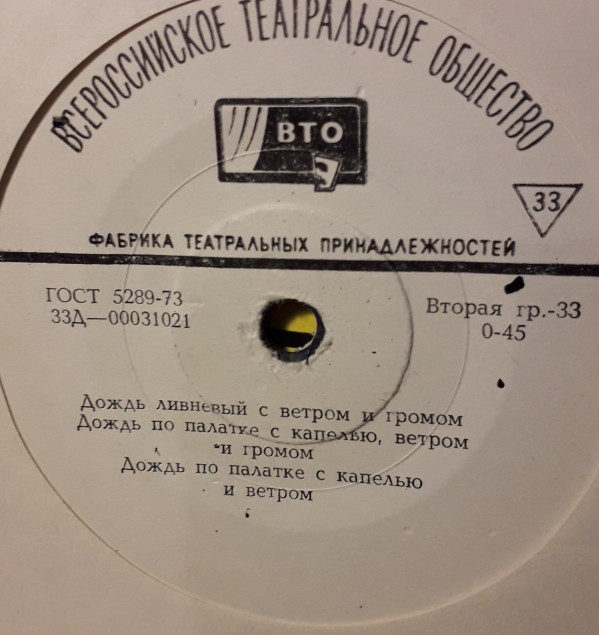 ВСЕРОССИЙСКОЕ ТЕАТРАЛЬНОЕ ОБЩЕСТВО
ВТО
33
ФАБРИКА ТЕАТРАЛЬНЫХ ПРИНАДЛЕЖНОСТЕЙ
ГОСТ 5289-73
33Д—00031021
Вторая гр.-33
0-45
Дождь ливневый с ветром и громом
Дождь по палатке с капелью, ветром
и громом
Дождь по палатке с капелью
и ветром